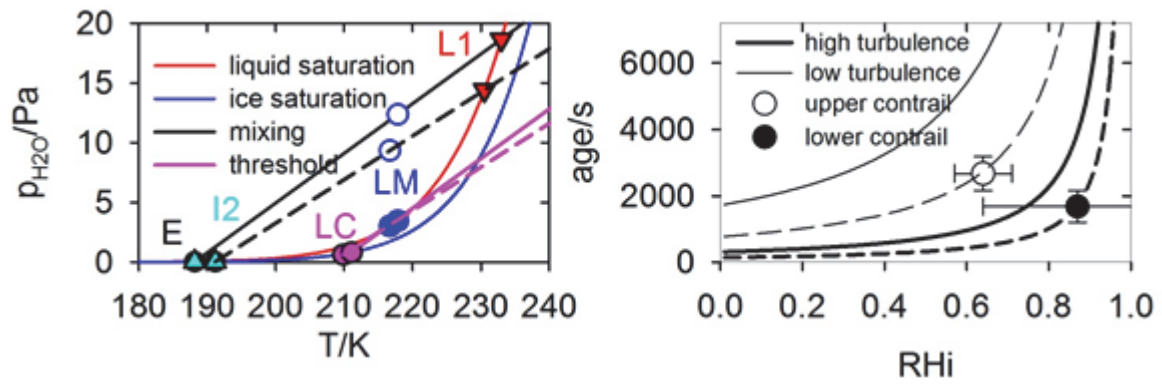 20
15
10
5
0
180 190 200 210 220 230 240
T/K
pH2O/Pa
liquid saturation
ice saturation
mixing
threshold
L1
LM
LC
I2
E
6000
4000
2000
0
0.0 0.2 0.4 0.6 0.8 1.0
RHi
age/s
high turbulence
low turbulence
upper contrail
lower contrail